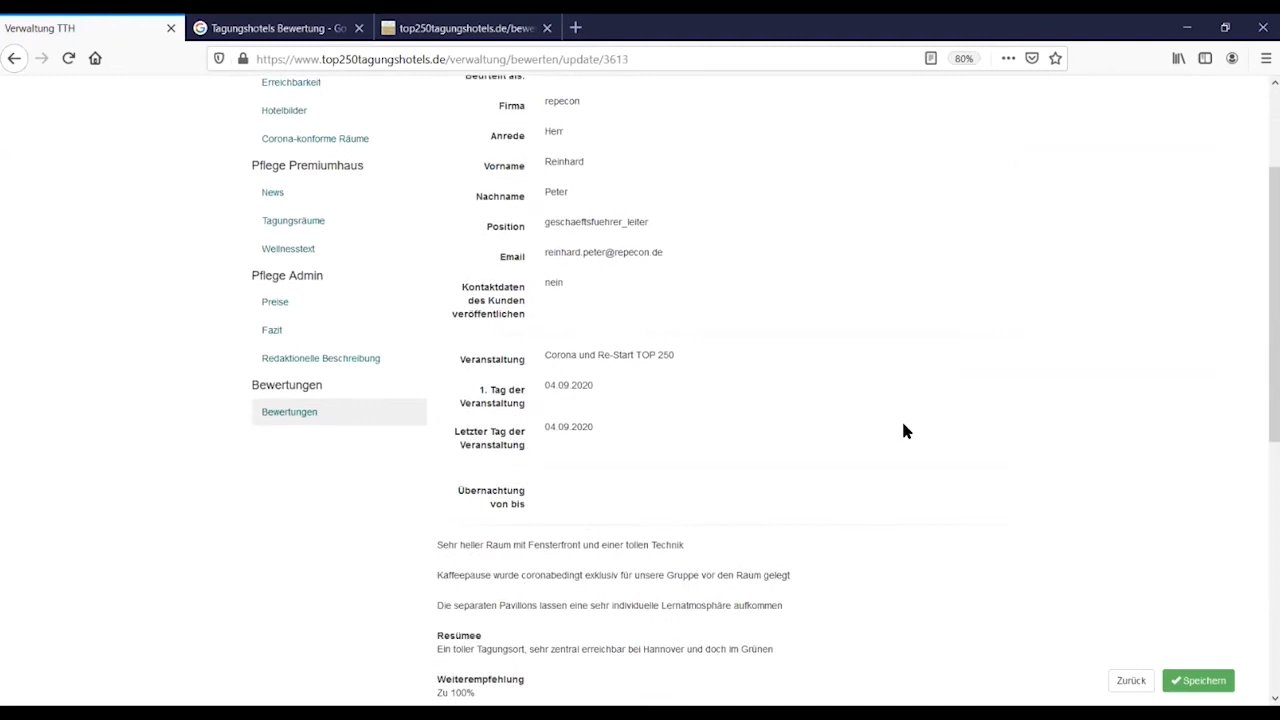 Verwaltung TTH
Tagungshotels Bewertung - Go
top250tagungshotels.de/bewe
https://www.top250tagungshotels.de/verwaltung/bewerten/update/3613
80%
Erreichbarkeit
Hotelbilder
Corona-konforme Räume
Pflege Premiumhaus
News
Tagungsräume
Wellnesstext
Pflege Admin
Preise
Fazit
Redaktionelle Beschreibung
Bewertungen
Bewertungen
Beurteilt als:
Firma repecon
Anrede Herr
Vorname Reinhard
Nachname Peter
Position geschaeftsfuehrer_leiter
Email reinhard.peter@repecon.de
Kontaktdaten nein
des Kunden
veröffentlichen
Veranstaltung Corona und Re-Start TOP 250
1. Tag der 04.09.2020
Veranstaltung
Letzter Tag der 04.09.2020
Veranstaltung
Übernachtung
von bis
Sehr heller Raum mit Fensterfront und einer tollen Technik
Kaffeepause wurde coronabedingt exklusiv für unsere Gruppe vor den Raum gelegt
Die separaten Pavillons lassen eine sehr individuelle Lernatmosphäre aufkommen
Resümee
Ein toller Tagungsort, sehr zentral erreichbar bei Hannover und doch im Grünen
Weiterempfehlung
Zu 100%
Zurück
Speichern